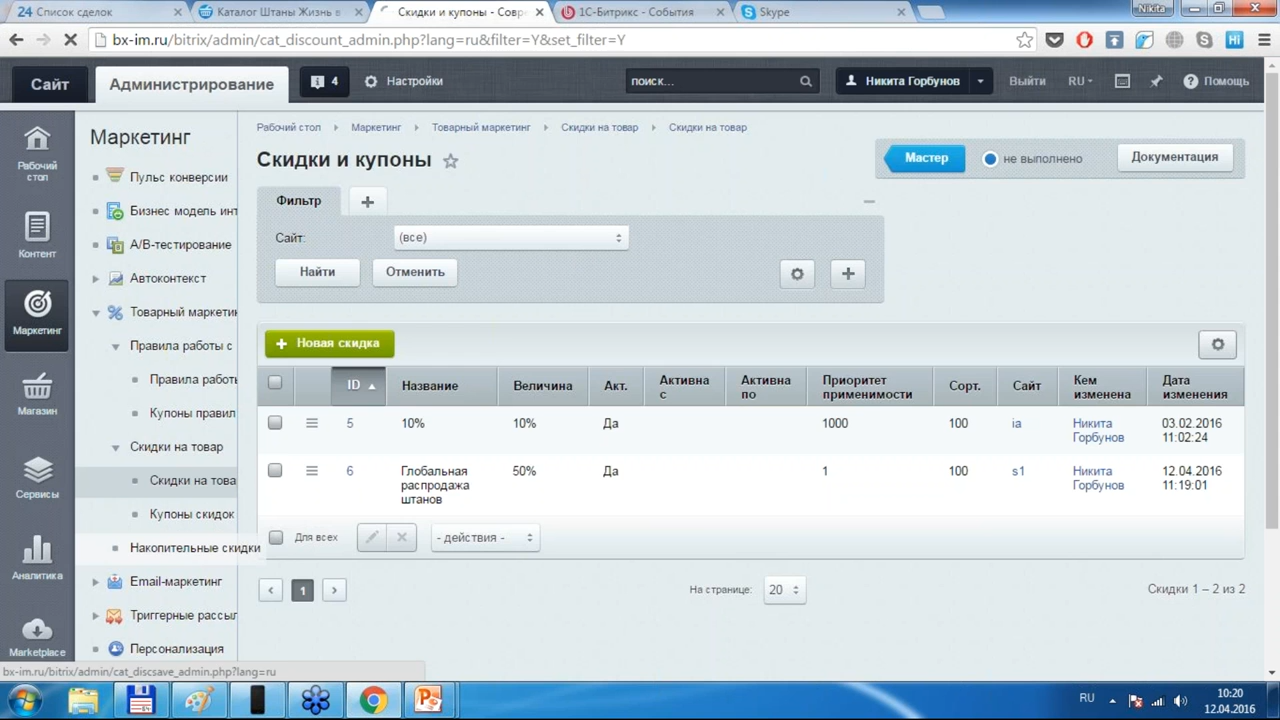 24 Список сделок
Каталог Штаны Жизнь в
Скидки и купоны - Совре
1С-Битрикс - События
Skype
Nikita
bx-im.ru/bitrix/admin/cat_discount_admin.php?lang=ru&filter=Y&set_filter=Y
Сайт
Администрирование
4
Настройки
поиск...
Никита Горбунов
Выйти
RU
Помощь
Рабочий стол
Контент
Маркетинг
Магазин
Сервисы
Аналитика
Marketplace
Маркетинг
Пульс конверсии
Бизнес модель инт
A/B-тестирование
Автоконтекст
Товарный маркетин
Правила работы с
Правила работь
Купоны правил
Скидки на товар
Скидки на това
Купоны скидок
Накопительные скидки
Email-маркетинг
Триггерные рассыл
Персонализация
Рабочий стол Маркетинг Товарный маркетинг Скидки на товар Скидки на товар
Скидки и купоны
Мастер
не выполнено
Документация
Фильтр
Сайт:
(все)
Найти
Отменить
+ Новая скидка
ID Название Величина Акт. Активна с Активна по Приоритет применимости Сорт. Сайт Кем изменена Дата изменения
5 10% 10% Да 1000 100 ia Никита Горбунов 03.02.2016 11:02:24
6 Глобальная распродажа штанов 50% Да 1 100 s1 Никита Горбунов 12.04.2016 11:19:01
Для всех
- действия -
1
На странице: 20
Скидки 1 – 2 из 2
bx-im.ru/bitrix/admin/cat_discsave_admin.php?lang=ru
RU
10:20
12.04.2016